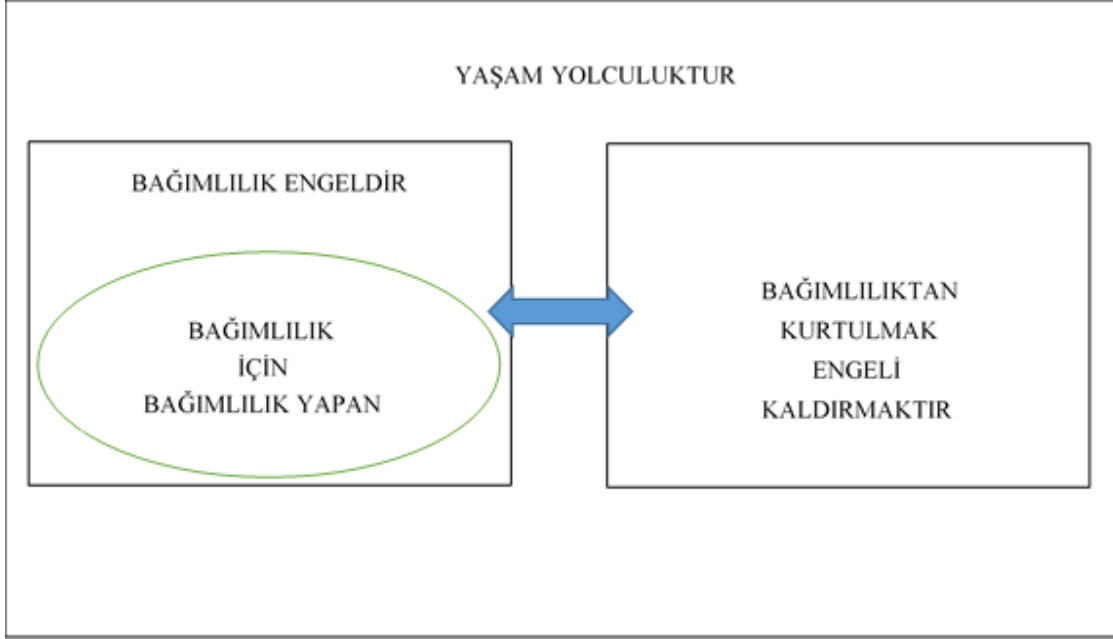 YAŞAM YOLCULUKTUR
BAĞIMLILIK ENGELDİR
BAĞIMLILIK
İÇİN
BAĞIMLILIK YAPAN
BAĞIMLILIKTAN
KURTULMAK
ENGELİ
KALDIRMAKTIR